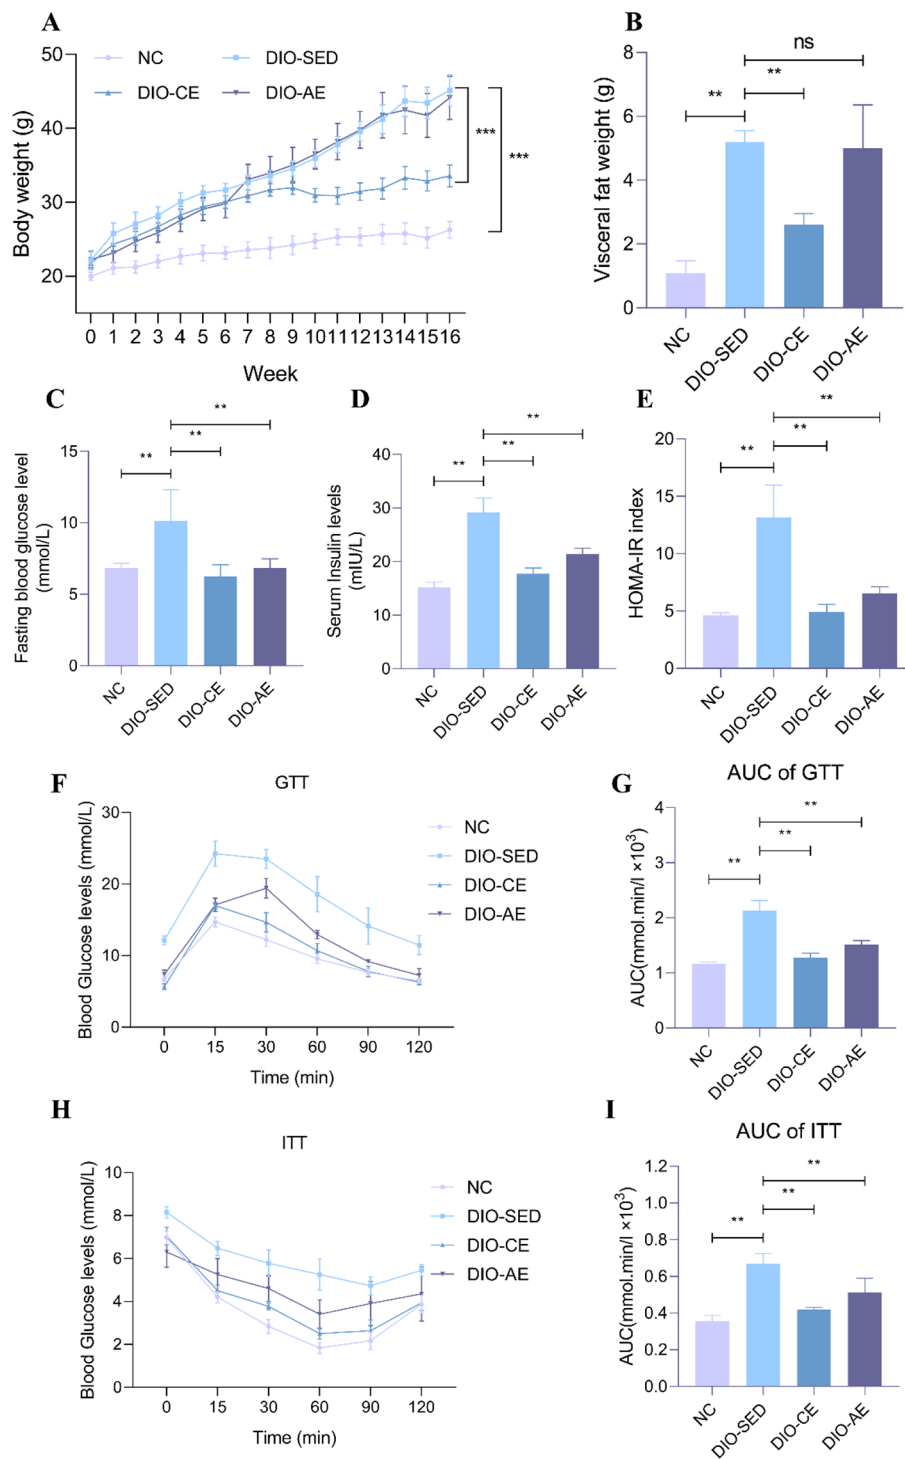 A
NC
DIO-SED
DIO-CE
DIO-AE
Body weight (g)
50
40
30
20
***
***
0 1 2 3 4 5 6 7 8 9 10 11 12 13 14 15 16
Week
B
Visceral fat weight (g)
8
6
4
2
0
ns
**
**
NC
DIO-SED
DIO-CE
DIO-AE
C
Fasting blood glucose level
(mmol/L)
15
10
5
0
**
**
**
NC
DIO-SED
DIO-CE
DIO-AE
D
Serum Insulin levels
(mIU/L)
40
30
20
10
0
**
**
**
NC
DIO-SED
DIO-CE
DIO-AE
E
HOMA-IR index
20
15
10
5
0
**
**
**
NC
DIO-SED
DIO-CE
DIO-AE
F
GTT
Blood Glucose levels (mmol/L)
30
20
10
0
NC
DIO-SED
DIO-CE
DIO-AE
0 15 30 60 90 120
Time (min)
G
AUC of GTT
AUC(mmol.min/l ×10³)
4
3
2
1
0
**
**
**
NC
DIO-SED
DIO-CE
DIO-AE
H
ITT
Blood Glucose levels (mmol/L)
10
8
6
4
2
0
NC
DIO-SED
DIO-CE
DIO-AE
0 15 30 60 90 120
Time (min)
I
AUC of ITT
AUC(mmol.min/l ×10³)
1.2
1.0
0.8
0.6
0.4
0.2
0.0
**
**
**
NC
DIO-SED
DIO-CE
DIO-AE